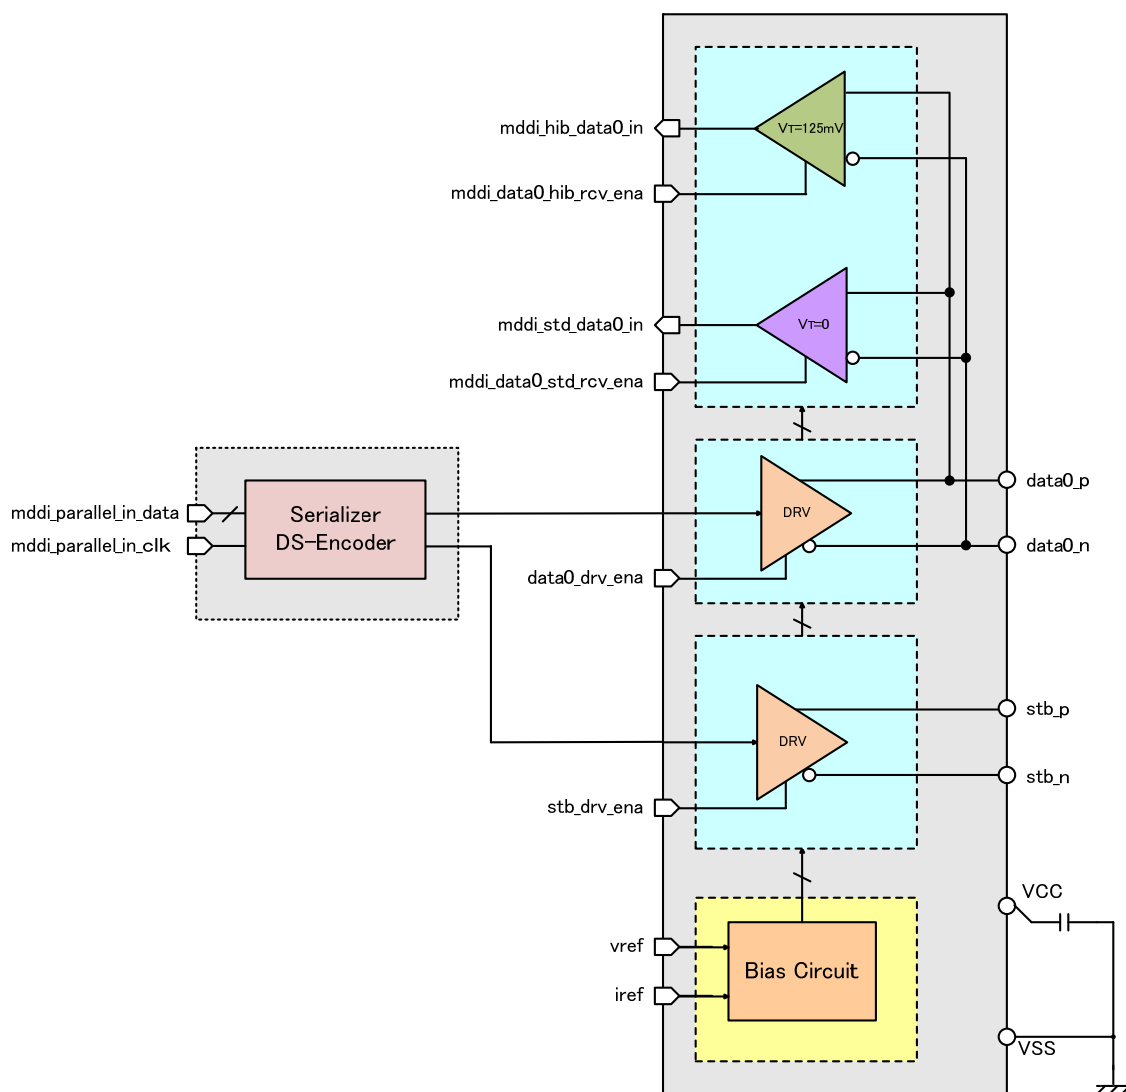 mddi_hib_data0_in
VT=125mV
mddi_data0_hib_rcv_ena
mddi_std_data0_in
VT=0
mddi_data0_std_rcv_ena
data0_p
mddi_parallel_in_data
Serializer
DS-Encoder
DRV
mddi_parallel_in_clk
data0_n
data0_drv_ena
stb_p
DRV
stb_n
stb_drv_ena
VCC
vref
Bias Circuit
iref
VSS